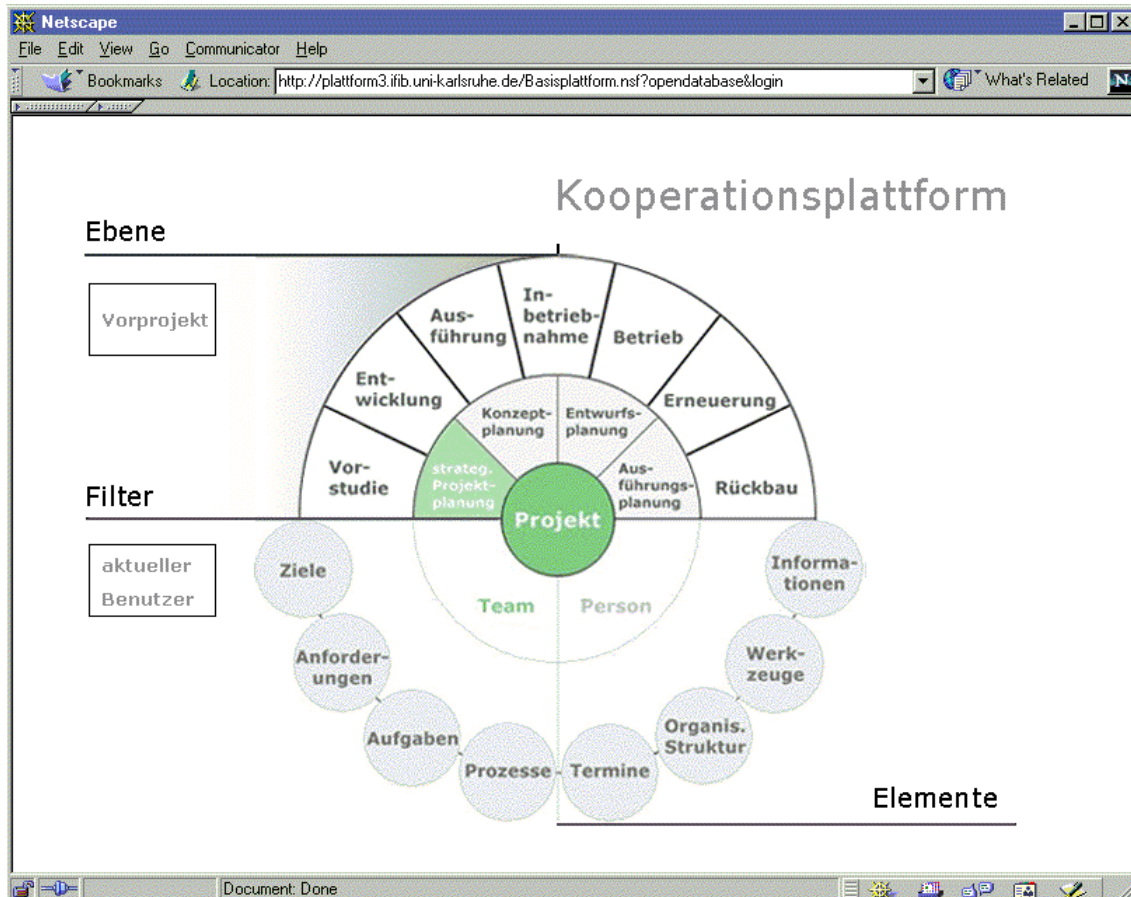 Netscape
File Edit View Go Communicator Help
Bookmarks Location: http://plattform3.ifib.uni-karlsruhe.de/Basisplattform.nsf?opendatabase&login What's Related N
Kooperationsplattform
Ebene
Vorprojekt
Vor-
studie
Ent-
wicklung
Aus-
führung
In-
betrieb-
nahme
Betrieb
Erneuerung
Rückbau
strateg.
Projekt-
planung
Konzept-
planung
Entwurfs-
planung
Aus-
führungs-
planung
Projekt
Filter
aktueller
Benutzer
Team
Person
Ziele
Anforder-
ungen
Aufgaben
Prozesse
Termine
Organis.
Struktur
Werk-
zeuge
Informa-
tionen
Elemente
Document: Done